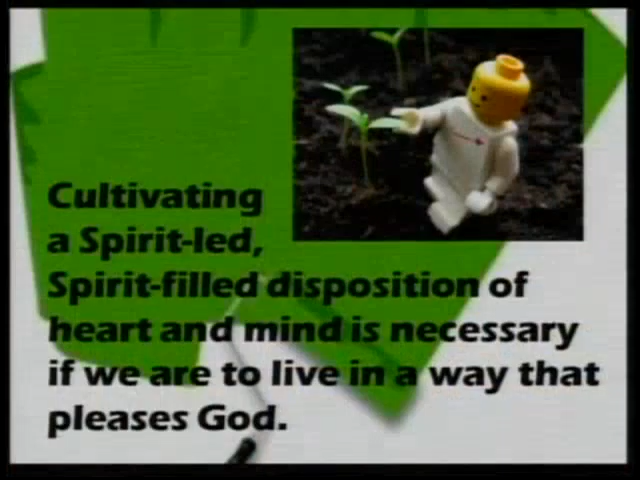 Cultivating
a Spirit-led,
Spirit-filled disposition of
heart and mind is necessary
if we are to live in a way that
pleases God.